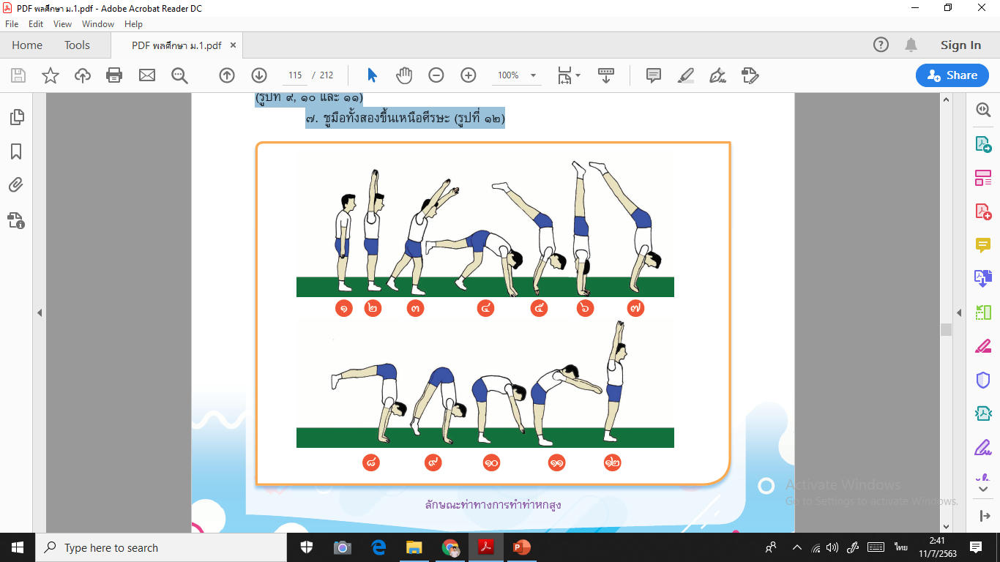 PDF พลศึกษา ม.1.pdf - Adobe Acrobat Reader DC
File Edit View Window Help
Home Tools PDF พลศึกษา ม.1.pdf × Sign In
115 / 212 100% Share
(รูปที่ ๙, ๑๐ และ ๑๑)
๗. ชูมือทั้งสองขึ้นเหนือศีรษะ (รูปที่ ๑๒)
๑ ๒ ๓ ๔ ๕ ๖ ๗
๘ ๙ ๑๐ ๑๑ ๑๒
ลักษณะท่าทางการทำท่าหกสูง
Activate Windows
Go to Settings to activate Windows.
Type here to search
ไทย
2:41
11/7/2563